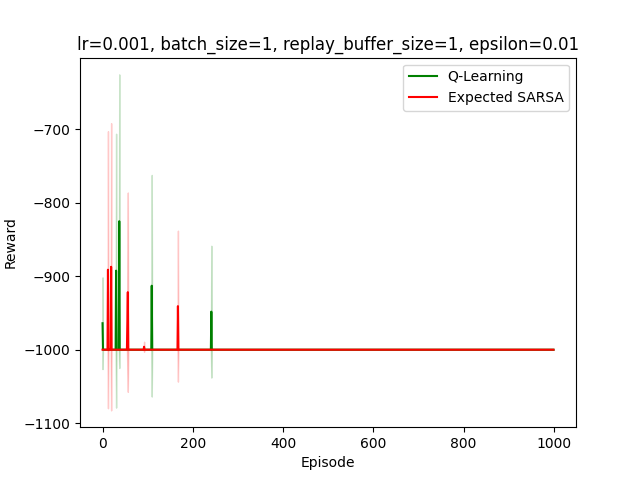 lr=0.001, batch_size=1, replay_buffer_size=1, epsilon=0.01
Q-Learning
Expected SARSA
−700
−800
−900
−1000
−1100
Reward
0 200 400 600 800 1000
Episode